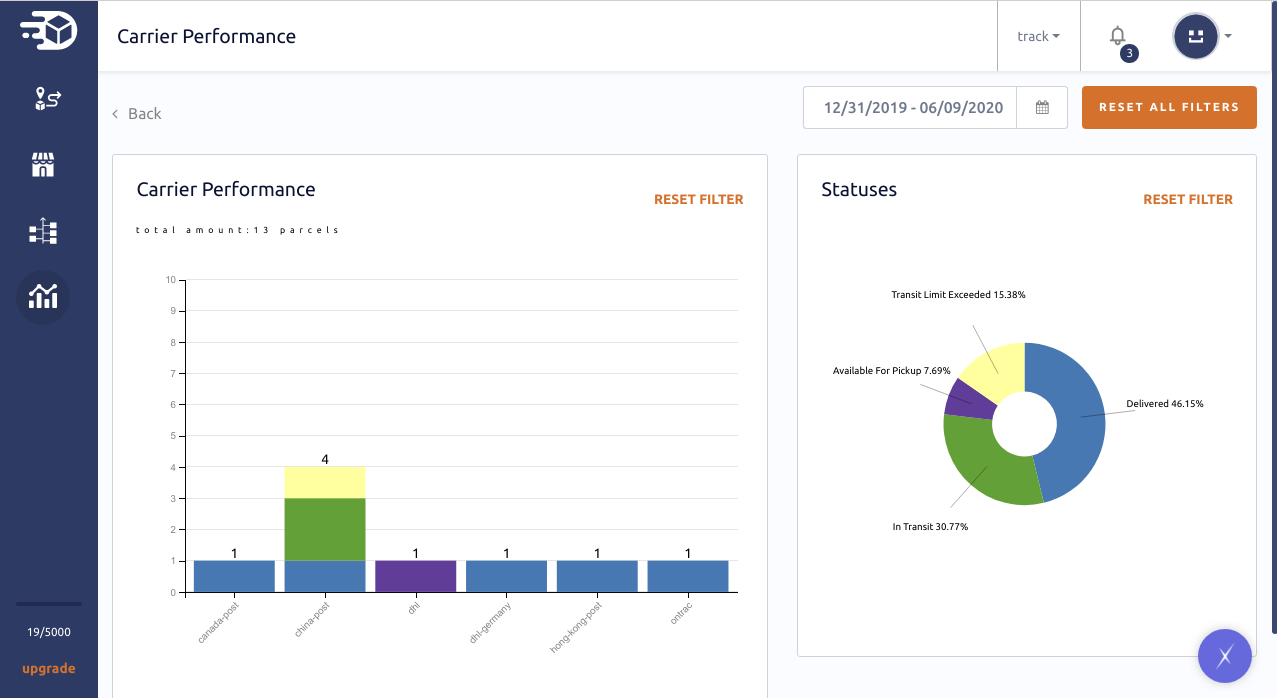 Carrier Performance
track
3
Back
12/31/2019 - 06/09/2020
RESET ALL FILTERS
Carrier Performance
RESET FILTER
total amount:13 parcels
10
9
8
7
6
5
4
3
2
1
0
1
4
1
1
1
1
canada-post
china-post
dhl
dhl-germany
hong-kong-post
ontrac
Statuses
RESET FILTER
Transit Limit Exceeded 15.38%
Available For Pickup 7.69%
Delivered 46.15%
In Transit 30.77%
19/5000
upgrade